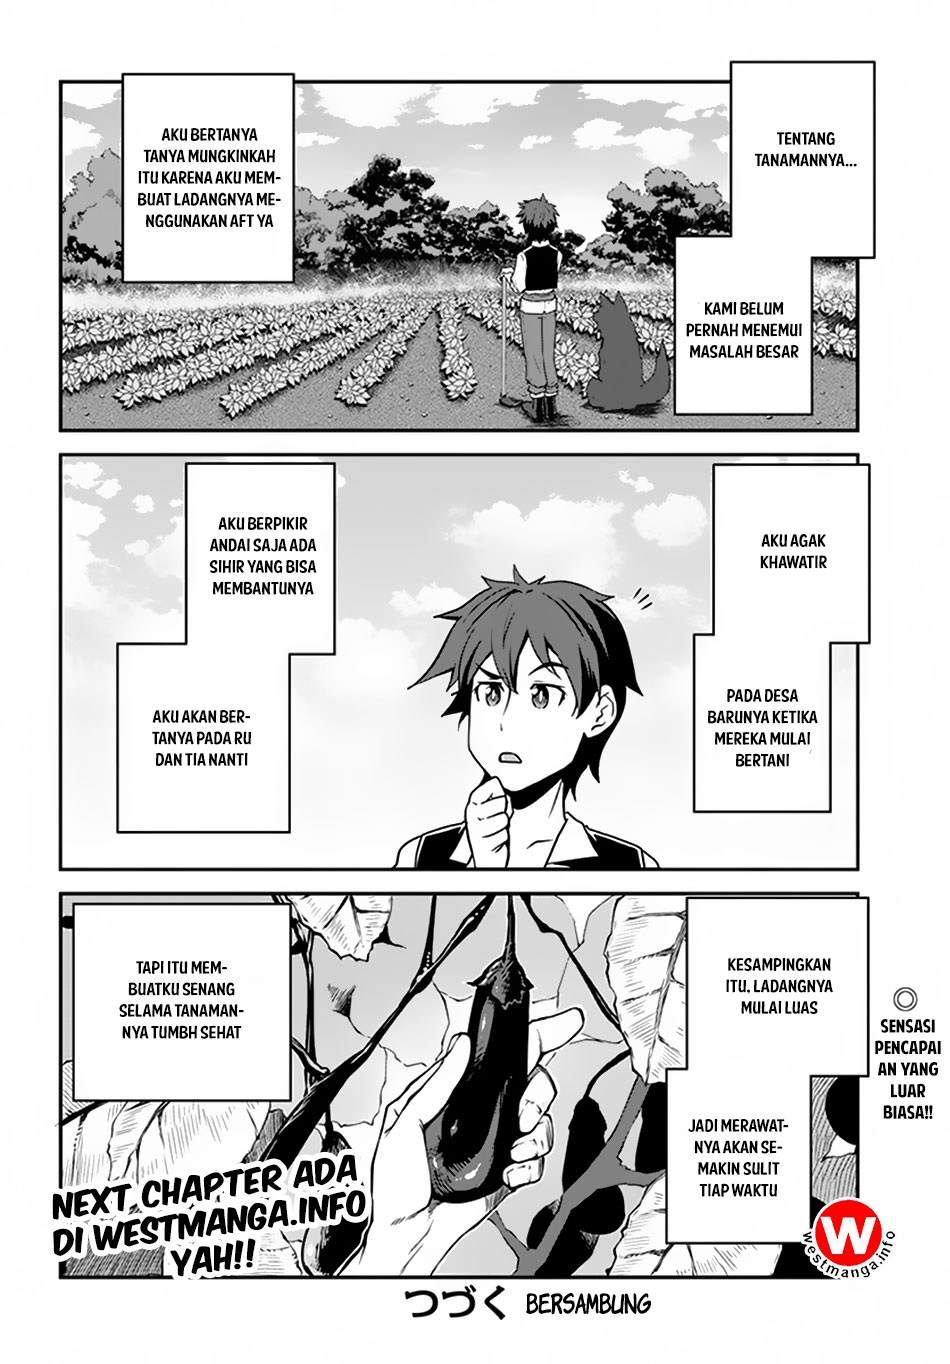 TENTANG
TANAMANNYA...
KAMI BELUM
PERNAH MENEMUI
MASALAH BESAR
AKU BERTANYA
TANYA MUNGKINKAH
ITU KARENA AKU MEM-
BUAT LADANGNYA ME-
NGGUNAKAN AFT YA
AKU AGAK
KHAWATIR
PADA DESA
BARUNYA KETIKA
MEREKA MULAI
BERTANI
AKU BERPIKIR
ANDAI SAJA ADA
SIHIR YANG BISA
MEMBANTUNYA
AKU AKAN BER-
TANYA PADA RU
DAN TIA NANTI
KESAMPINGKAN
ITU, LADANGNYA
MULAI LUAS
JADI MERAWAT-
NYA AKAN SE-
MAKIN SULIT
TIAP WAKTU
TAPI ITU MEM-
BUATKU SENANG
SELAMA TANAMAN-
NYA TUMBH SEHAT
◎
SENSASI
PENCAPAI
AN YANG
LUAR
BIASA!!
NEXT CHAPTER ADA
DI WESTMANGA.INFO
YAH!!
W
westmanga.info
つづく BERSAMBUNG